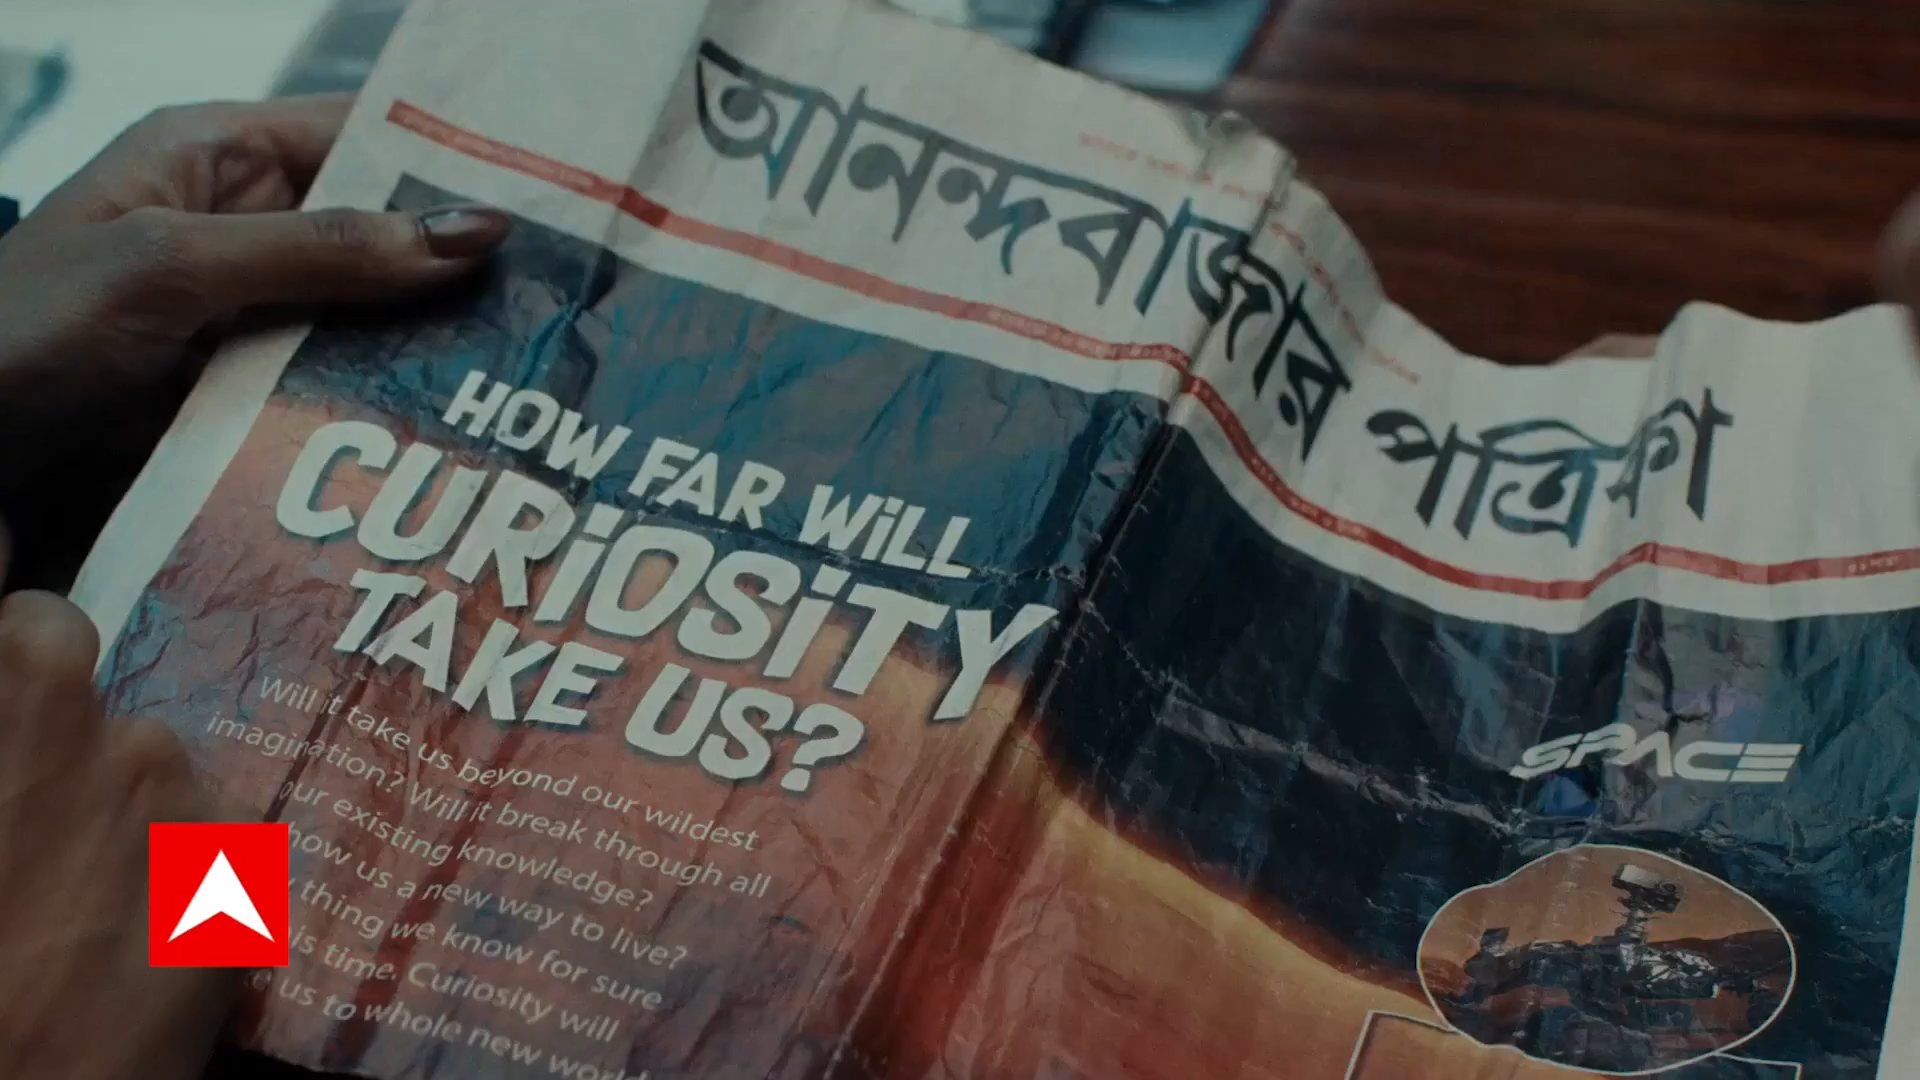 আনন্দবাজার পত্রিকা
HOW FAR WiLL
CURiOSiTY
TAKE US?
Will it take us beyond our wildest
imagination? Will it break through all
our existing knowledge?
how us a new way to live?
thing we know for sure
is time. Curiosity will
us to whole new
SPACE